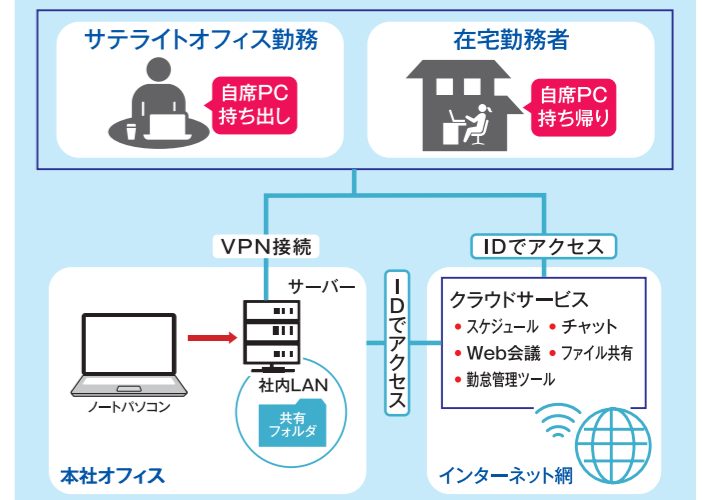 サテライトオフィス勤務
自席PC
持ち出し
在宅勤務者
自席PC
持ち帰り
VPN接続
IDでアクセス
サーバー
ノートパソコン
社内LAN
共有
フォルダ
本社オフィス
IDでアクセス
クラウドサービス
• スケジュール • チャット
• Web会議 • ファイル共有
• 勤怠管理ツール
インターネット網